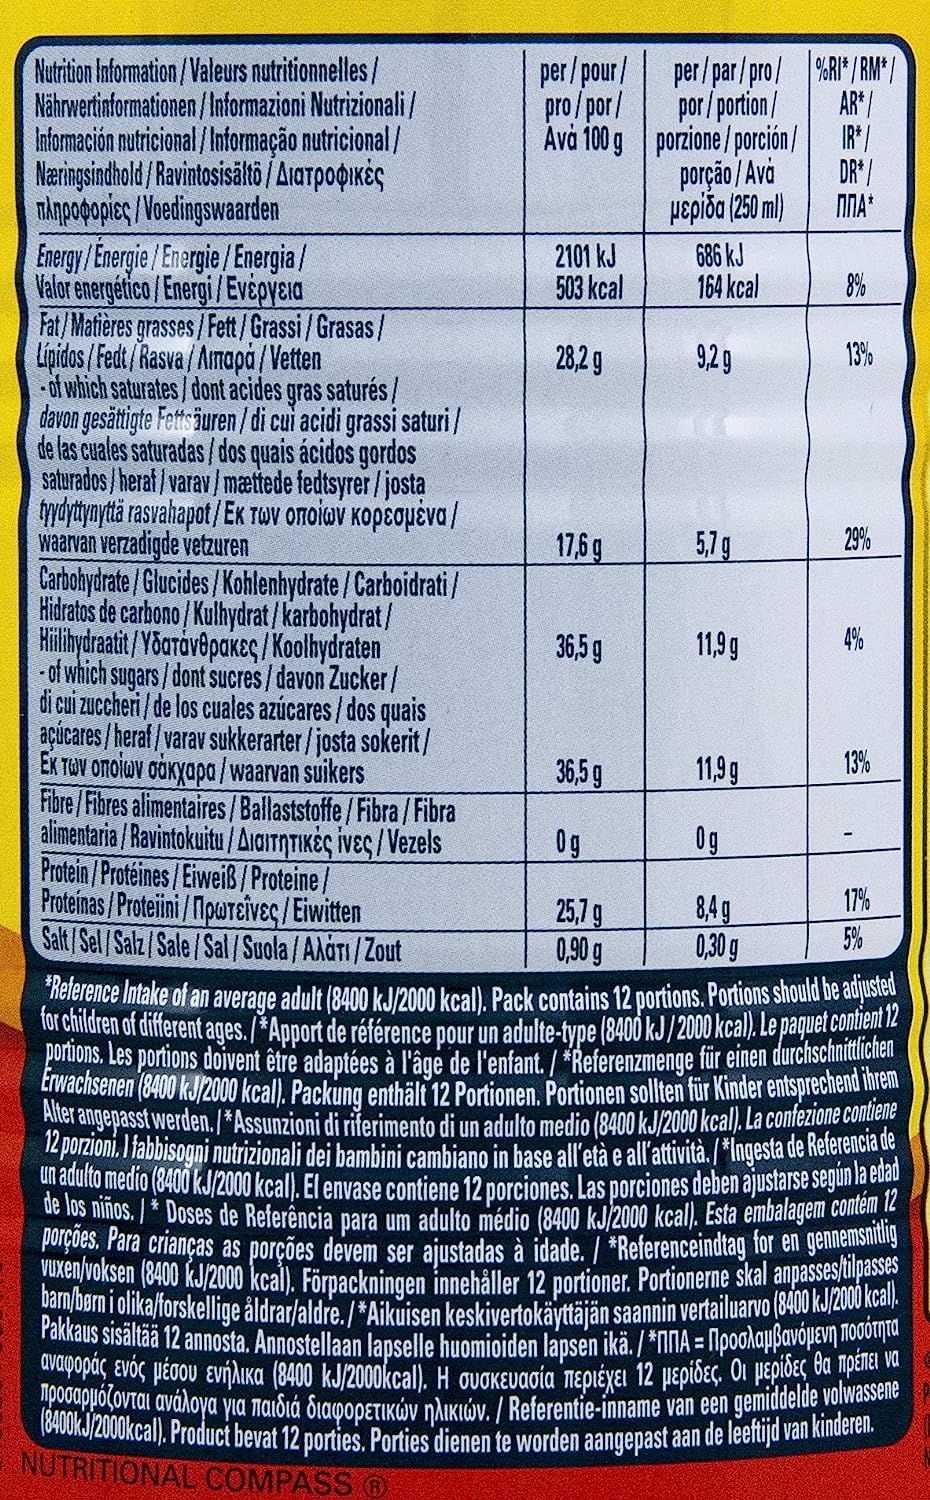 Nutrition Information / Valeurs nutritionnelles /
Nährwertinformationen / Informazioni Nutrizionali /
Información nutricional / Informação nutricional /
Næringsindhold / Ravintosisältö / Διατροφικές
πληροφορίες / Voedingswaarden
per / pour /
pro / por /
Ανά 100 g
per / par / pro /
por / portion /
porzione / porción /
porção / Ανά
μερίδα (250 ml)
%RI* / RM* /
AR* /
IR* /
DR* /
ΠΠΑ*
Energy / Énergie / Energie / Energia /
Valor energético / Energi / Ενέργεια
2101 kJ 686 kJ
503 kcal 164 kcal 8%
Fat / Matières grasses / Fett / Grassi / Grasas /
Lípidos / Fedt / Rasva / Λιπαρά / Vetten 28,2 g 9,2 g 13%
- of which saturates / dont acides gras saturés /
davon gesättigte Fettsäuren / di cui acidi grassi saturi /
de las cuales saturadas / dos quais ácidos gordos
saturados / heraf / varav / mættede fedtsyrer / josta
tyydyttynyttä rasvahapot / Εκ των οποίων κορεσμένα /
waarvan verzadigde vetzuren 17,6 g 5,7 g 29%
Carbohydrate / Glucides / Kohlenhydrate / Carboidrati /
Hidratos de carbono / Kulhydrat / karbohydrat /
Hiilihydraatit / Υδατάνθρακες / Koolhydraten 36,5 g 11,9 g 4%
- of which sugars / dont sucres / davon Zucker /
di cui zuccheri / de los cuales azúcares / dos quais
açúcares / heraf / varav sukkerarter / josta sokerit /
Εκ των οποίων σάκχαρα / waarvan suikers 36,5 g 11,9 g 13%
Fibre / Fibres alimentaires / Ballaststoffe / Fibra / Fibra
alimentaria / Ravintokuitu / Διαιτητικές ίνες / Vezels 0 g 0 g –
Protein / Protéines / Eiweiß / Proteine /
Proteínas / Proteiini / Πρωτεΐνες / Eiwitten 25,7 g 8,4 g 17%
Salt / Sel / Salz / Sale / Sal / Suola / Αλάτι / Zout 0,90 g 0,30 g 5%
*Reference Intake of an average adult (8400 kJ/2000 kcal). Pack contains 12 portions. Portions should be adjusted
for children of different ages. / *Apport de référence pour un adulte-type (8400 kJ / 2000 kcal). Le paquet contient 12
portions. Les portions doivent être adaptées à l'âge de l'enfant. / *Referenzmenge für einen durchschnittlichen
Erwachsenen (8400 kJ/2000 kcal). Packung enthält 12 Portionen. Portionen sollten für Kinder entsprechend ihrem
Alter angepasst werden. / *Assunzioni di riferimento di un adulto medio (8400 kJ/2000 kcal). La confezione contiene
12 porzioni. I fabbisogni nutrizionali dei bambini cambiano in base all'età e all'attività. / *Ingesta de Referencia de
un adulto medio (8400 kJ/2000 kcal). El envase contiene 12 porciones. Las porciones deben ajustarse según la edad
de los niños. / * Doses de Referência para um adulto médio (8400 kJ/2000 kcal). Esta embalagem contém 12
porções. Para crianças as porções devem ser ajustadas à idade. / *Referenceindtag for en gennemsnitlig
vuxen/voksen (8400 kJ/2000 kcal). Förpackningen innehåller 12 portioner. Portionerne skal anpasses/tilpasses
barn/børn i olika/forskellige åldrar/aldre. / *Aikuisen keskivertokäyttäjän saannin vertailuarvo (8400 kJ/2000 kcal).
Pakkaus sisältää 12 annosta. Annostellaan lapselle huomioiden lapsen ikä. / *ΠΠΑ = Προσλαμβανόμενη ποσότητα
αναφοράς ενός μέσου ενήλικα (8400 kJ/2000kcal). Η συσκευασία περιέχει 12 μερίδες. Οι μερίδες θα πρέπει να
προσαρμόζονται ανάλογα για παιδιά διαφορετικών ηλικιών. / Referentie-inname van een gemiddelde volwassene
(8400kJ/2000kcal). Product bevat 12 porties. Porties dienen te worden aangepast aan de leeftijd van kinderen.
NUTRITIONAL COMPASS ®